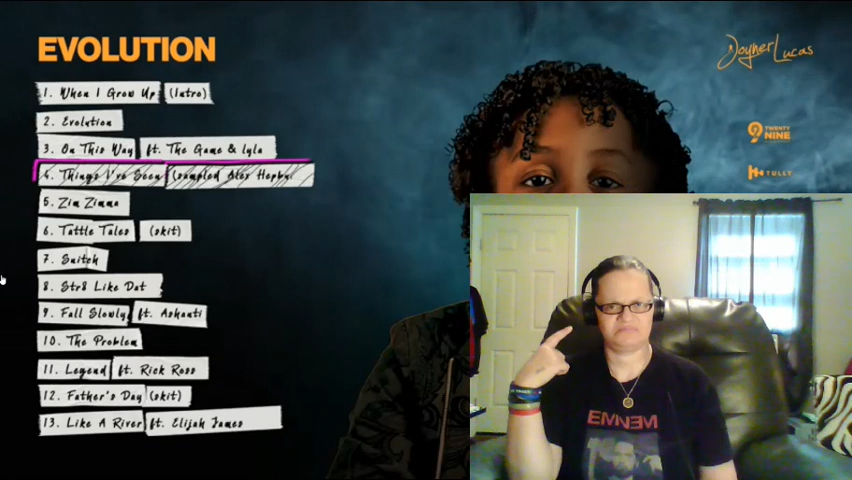 EVOLUTION
Joyner Lucas
1. When I Grow Up (Intro)
2. Evolution
3. On This Way ft. The Game & Lyla
4. Things I've Seen (sampled Alex Hepbu
5. Zim Zimma
6. Tattle Tales (skit)
7. Snitch
8. Str8 Like Dat
9. Fall Slowly ft. Ashanti
10. The Problem
11. Legend ft. Rick Ross
12. Father's Day (skit)
13. Like A River ft. Elijah James
TWENTY
NINE
TULLY
EMINEM